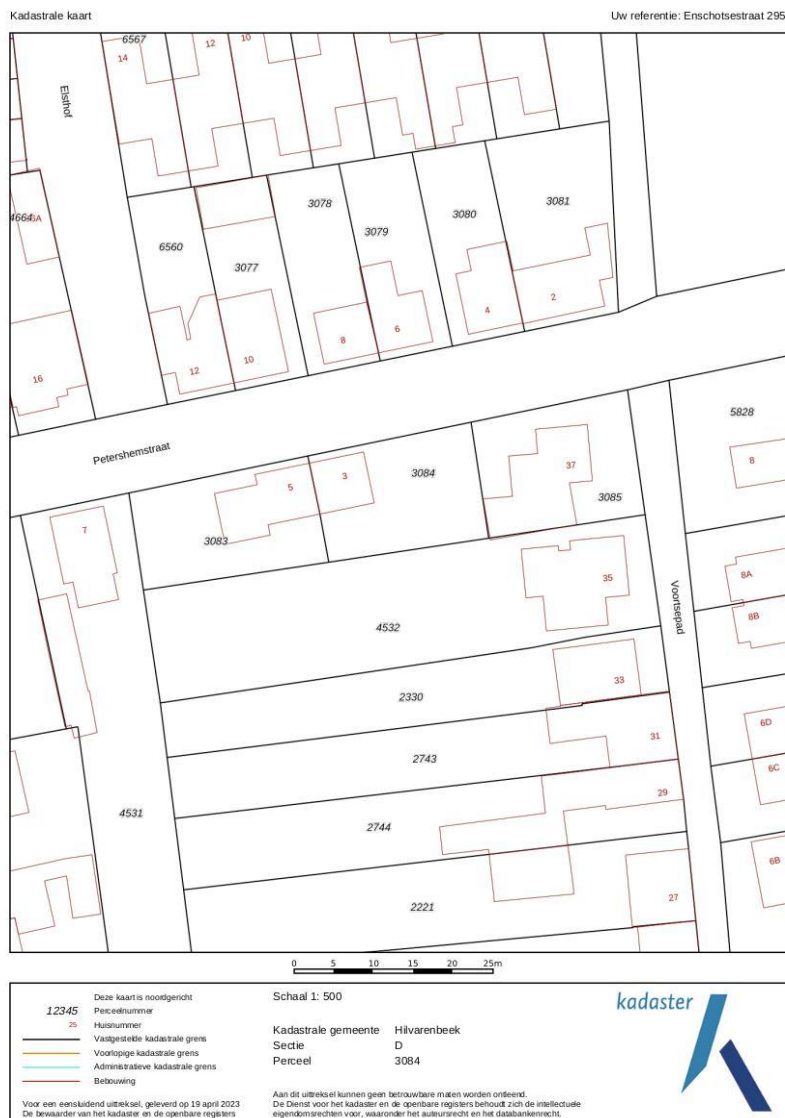 Kadastrale kaart
Uw referentie: Enschotsestraat 295
6567
12
10
14
Elsthof
3078
3081
4664
6A
3080
3079
6560
3077
2
4
6
8
10
12
16
5828
Petershemstraat
37
8
3
3084
5
3085
7
3083
8A
35
Voortsepad
8B
4532
33
2330
6D
31
2743
6C
29
4531
2744
6B
27
2221
0 5 10 15 20 25m
Deze kaart is noordgericht
12345 Perceelnummer
25 Huisnummer
Vastgestelde kadastrale grens
Voorlopige kadastrale grens
Administratieve kadastrale grens
Bebouwing
Voor een eensluidend uittreksel, geleverd op 19 april 2023
De bewaarder van het kadaster en de openbare registers
Schaal 1: 500
Kadastrale gemeente Hilvarenbeek
Sectie D
Perceel 3084
Aan dit uittreksel kunnen geen betrouwbare maten worden ontleend.
De Dienst voor het kadaster en de openbare registers behoudt zich de intellectuele
eigendomsrechten voor, waaronder het auteursrecht en het databankenrecht.
kadaster